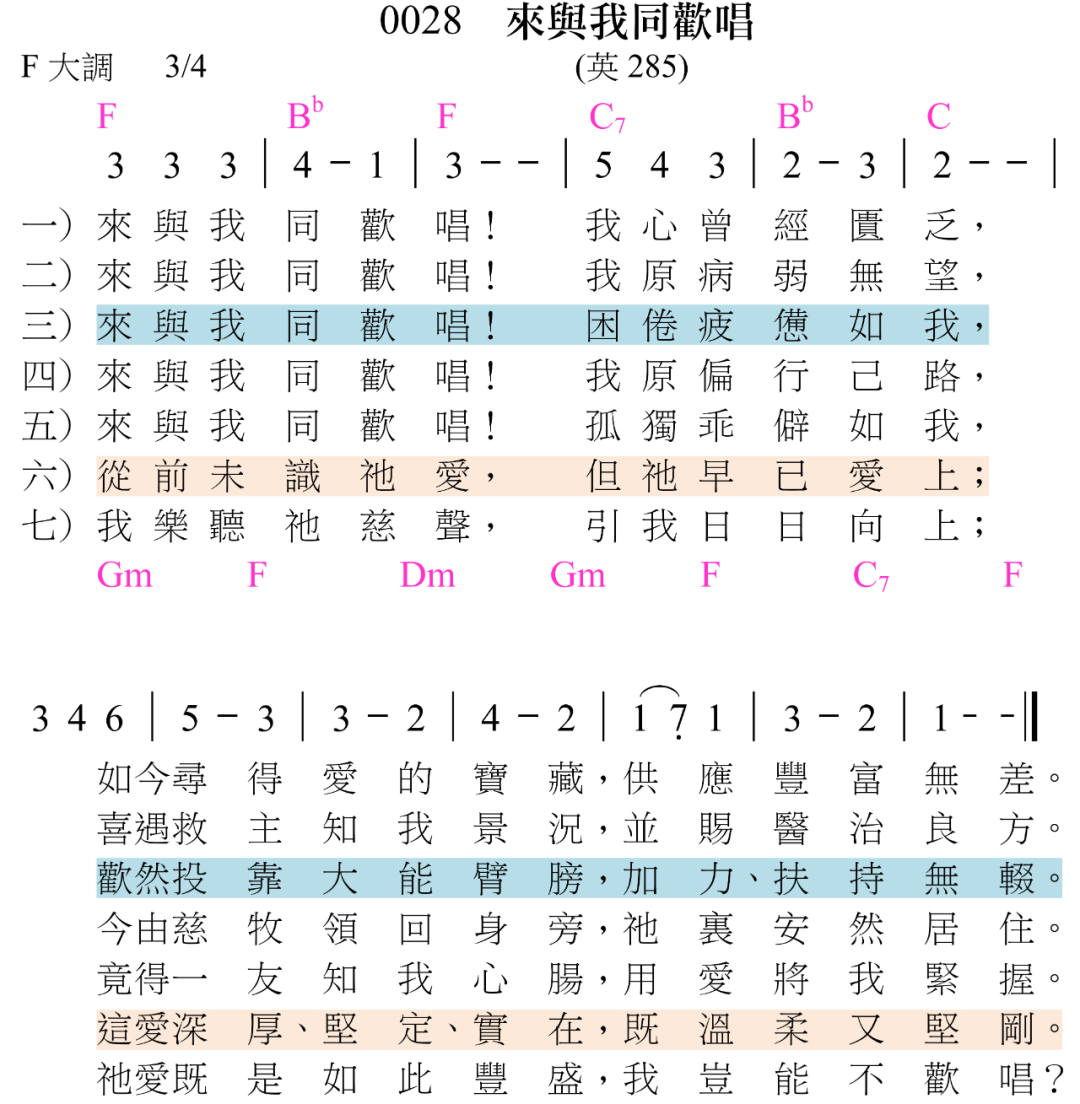 0028 來與我同歡唱
F 大調 3/4 (英 285)
F B♭ F C₇ B♭ C
3 3 3 | 4 - 1 | 3 - - | 5 4 3 | 2 - 3 | 2 - - |
一) 來與我同歡唱! 我心曾經匱乏,
二) 來與我同歡唱! 我原病弱無望,
三) 來與我同歡唱! 困倦疲憊如我,
四) 來與我同歡唱! 我原偏行己路,
五) 來與我同歡唱! 孤獨乖僻如我,
六) 從前未識祂愛, 但祂早已愛上;
七) 我樂聽祂慈聲, 引我日日向上;
Gm F Dm Gm F C₇ F
3 4 6 | 5 - 3 | 3 - 2 | 4 - 2 | 1 7̣ 1 | 3 - 2 | 1 - - ||
如今尋得愛的寶藏,供應豐富無差。
喜遇救主知我景況,並賜醫治良方。
歡然投靠大能臂膀,加力、扶持無輟。
今由慈牧領回身旁,祂裏安然居住。
竟得一友知我心腸,用愛將我緊握。
這愛深厚、堅定、實在,既溫柔又堅剛。
祂愛既是如此豐盛,我豈能不歡唱?